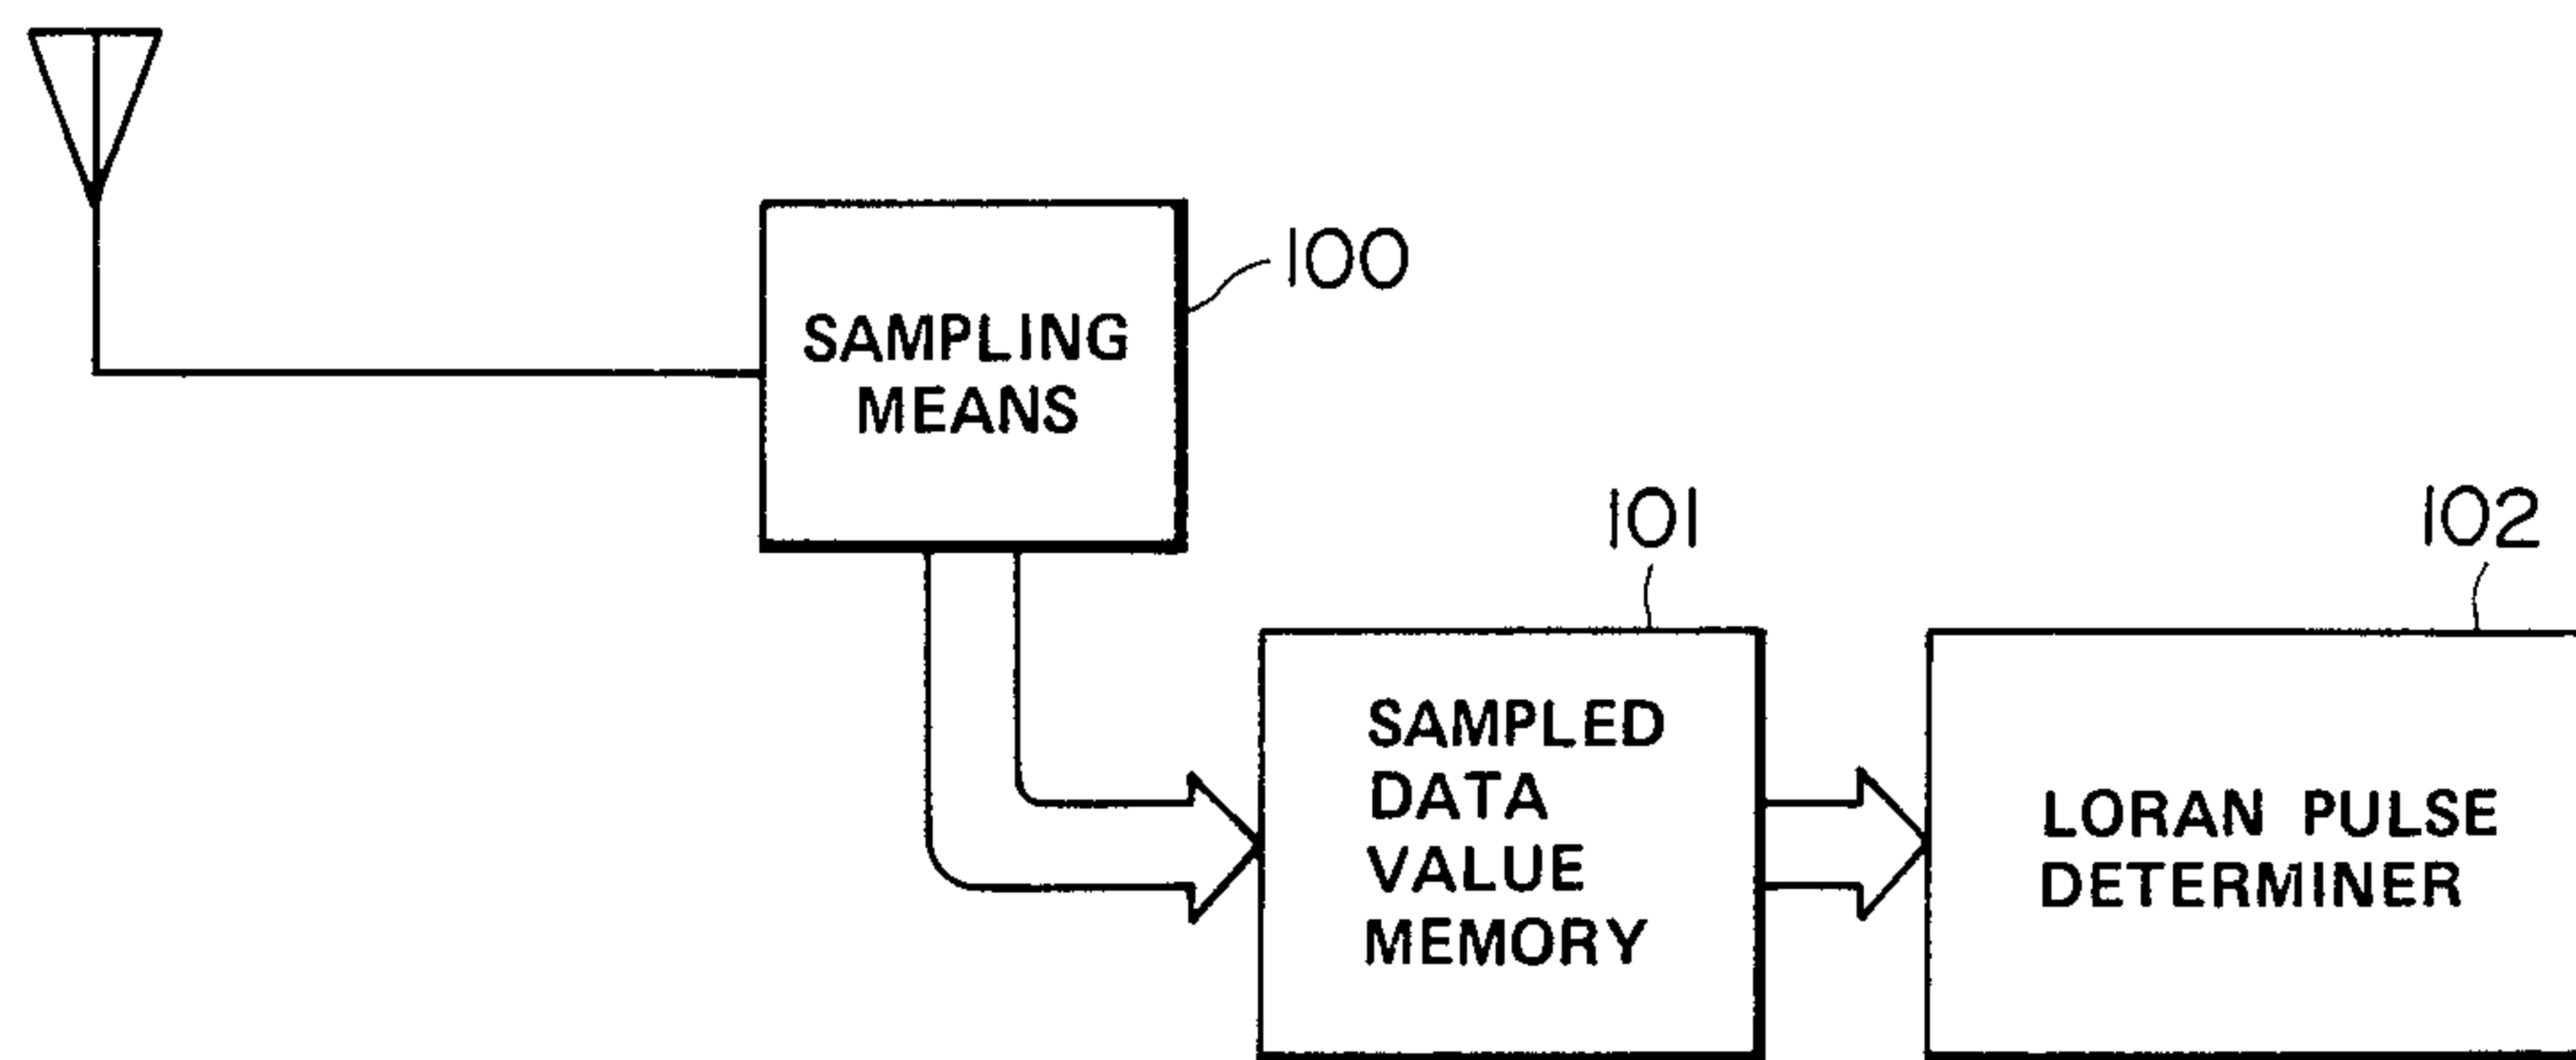 100
SAMPLING
MEANS
101
102
SAMPLED
DATA
VALUE
MEMORY
LORAN PULSE
DETERMINER